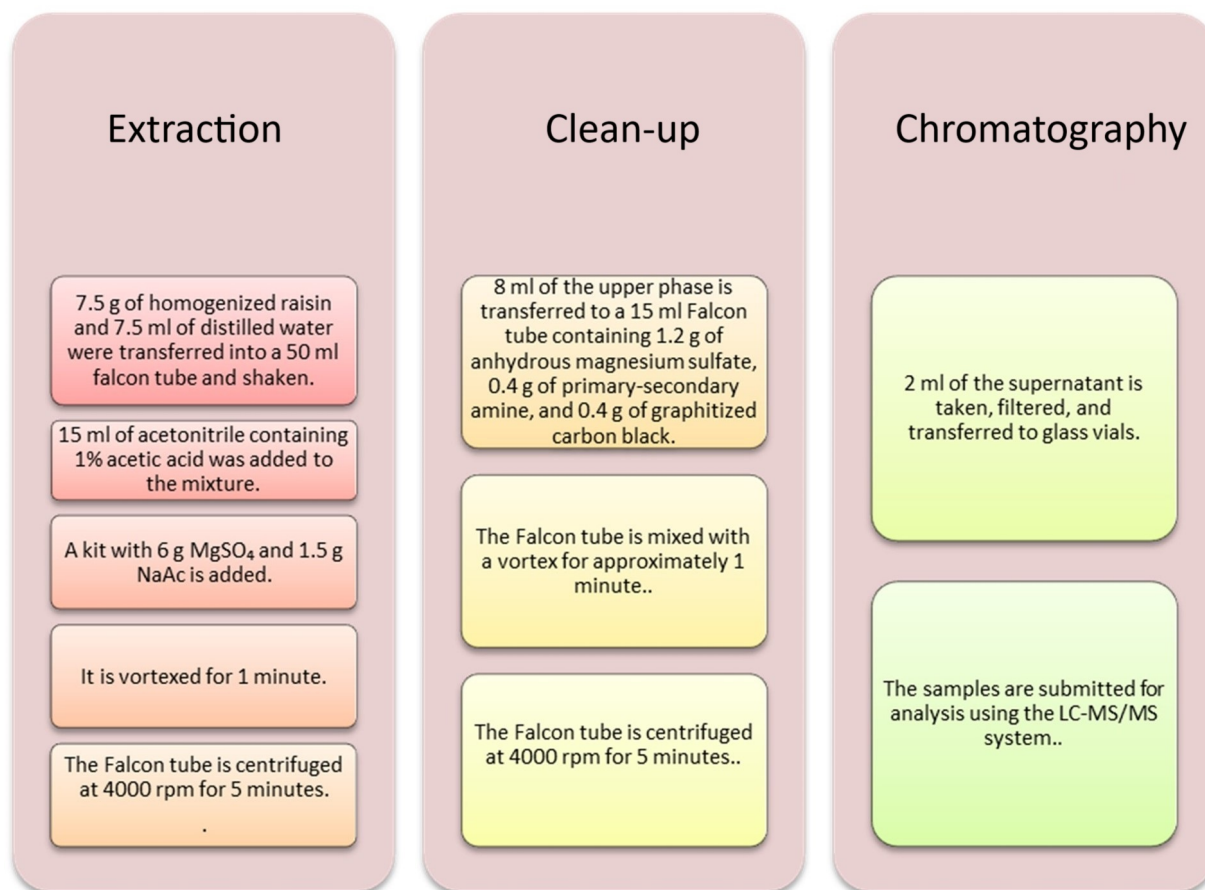 Extraction
7.5 g of homogenized raisin
and 7.5 ml of distilled water
were transferred into a 50 ml
falcon tube and shaken.
15 ml of acetonitrile containing
1% acetic acid was added to
the mixture.
A kit with 6 g MgSO₄ and 1.5 g
NaAc is added.
It is vortexed for 1 minute.
The Falcon tube is centrifuged
at 4000 rpm for 5 minutes.
.
Clean-up
8 ml of the upper phase is
transferred to a 15 ml Falcon
tube containing 1.2 g of
anhydrous magnesium sulfate,
0.4 g of primary-secondary
amine, and 0.4 g of graphitized
carbon black.
The Falcon tube is mixed with
a vortex for approximately 1
minute..
The Falcon tube is centrifuged
at 4000 rpm for 5 minutes..
Chromatography
2 ml of the supernatant is
taken, filtered, and
transferred to glass vials.
The samples are submitted for
analysis using the LC-MS/MS
system..